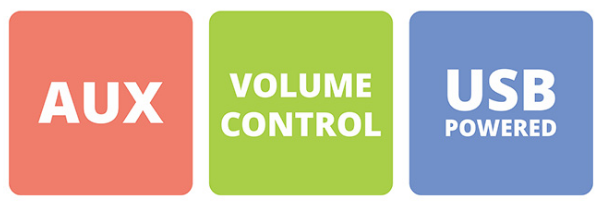 AUX
VOLUME
CONTROL
USB
POWERED